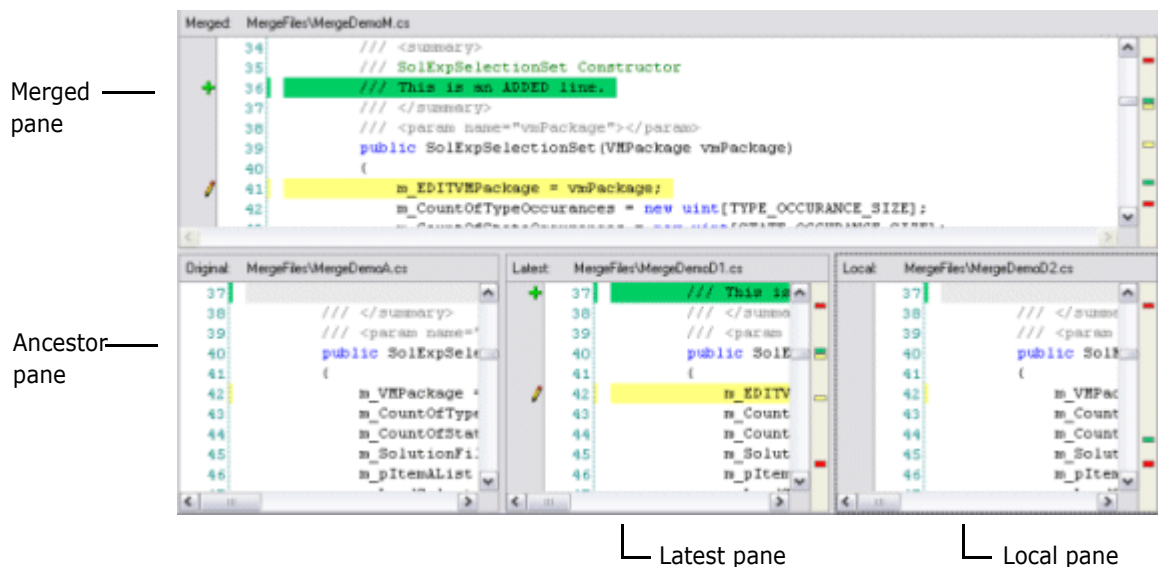 Merged: MergeFiles\MergeDemoM.cs
34 /// <summary>
35 /// SolExpSelectionSet Constructor
36 /// This is an ADDED line.
37 /// </summary>
38 /// <param name="vmPackage"></param>
39 public SolExpSelectionSet(VMPackage vmPackage)
40 {
41 m_EDITVMPackage = vmPackage;
42 m_CountOfTypeOccurances = new uint[TYPE_OCCURANCE_SIZE];
Merged
pane
Original: MergeFiles\MergeDemoA.cs
37
38 /// </summary>
39 /// <param name="
40 public SolExpSele
41 {
42 m_VMPackage =
43 m_CountOfType
44 m_CountOfStat
45 m_SolutionFil
46 m_pItemAList
Ancestor
pane
Latest: MergeFiles\MergeDemoD1.cs
37 /// This is
38 /// </summa
39 /// <param
40 public SolE
41 {
42 m_EDITV
43 m_Count
44 m_Count
45 m_Solut
46 m_pItem
Local: MergeFiles\MergeDemoD2.cs
37
38 /// </summe
39 /// <param
40 public SolE
41 {
42 m_VMPac
43 m_Count
44 m_Count
45 m_Solut
46 m_pItem
Latest pane
Local pane